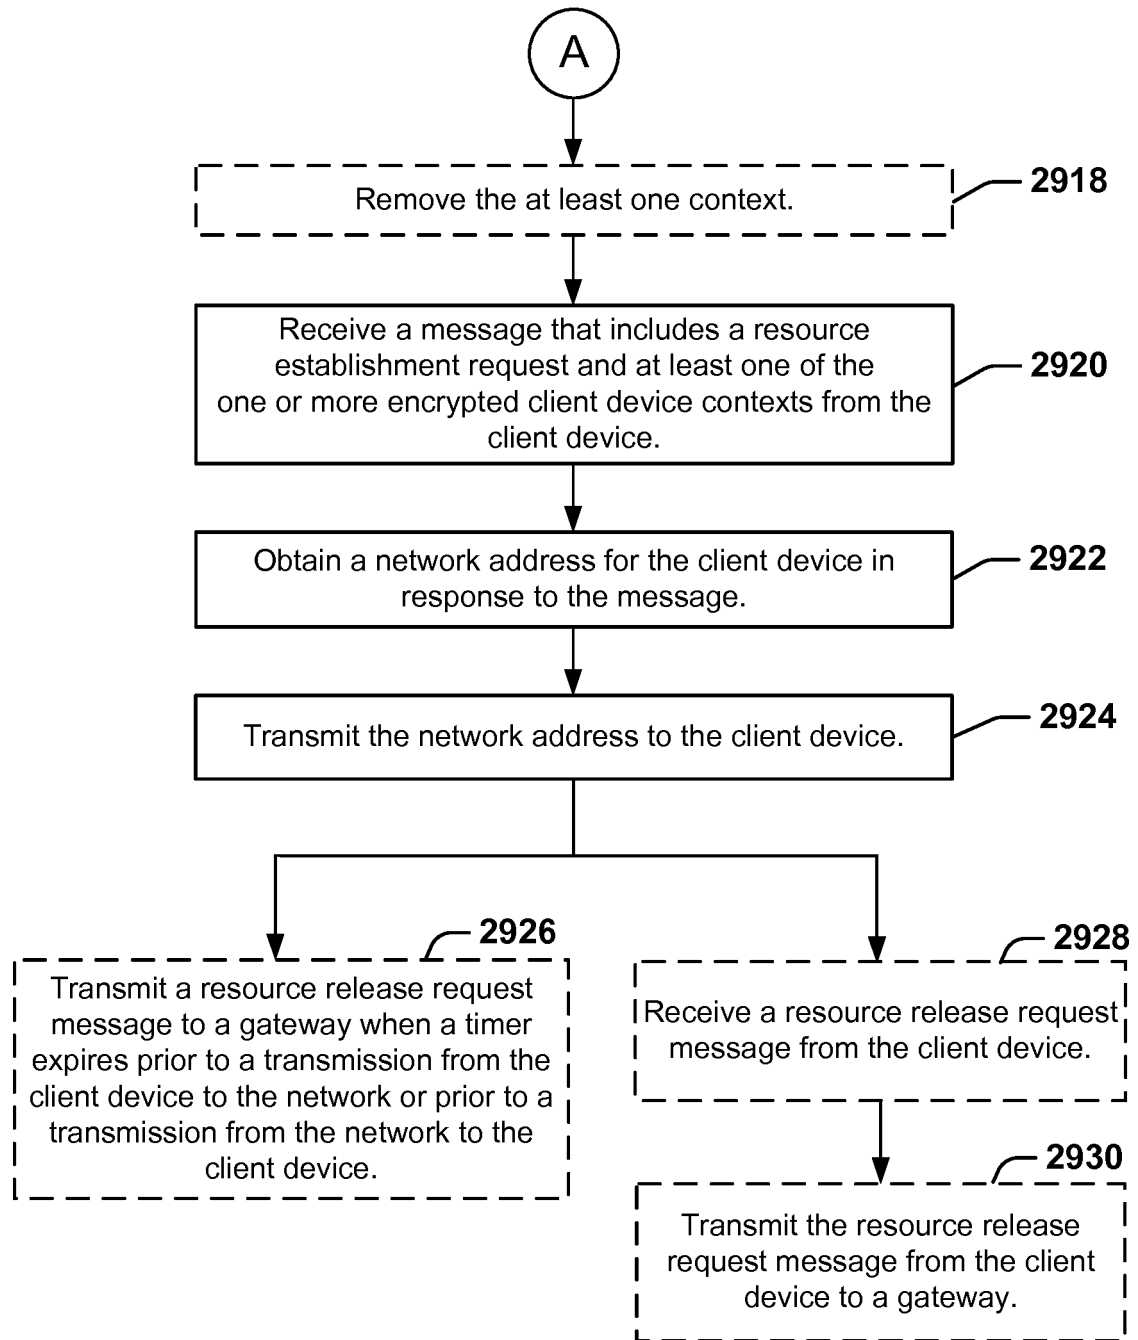 A
Remove the at least one context.
2918
Receive a message that includes a resource
establishment request and at least one of the
one or more encrypted client device contexts from the
client device.
2920
Obtain a network address for the client device in
response to the message.
2922
Transmit the network address to the client device.
2924
2926
Transmit a resource release request
message to a gateway when a timer
expires prior to a transmission from the
client device to the network or prior to a
transmission from the network to the
client device.
2928
Receive a resource release request
message from the client device.
2930
Transmit the resource release
request message from the client
device to a gateway.